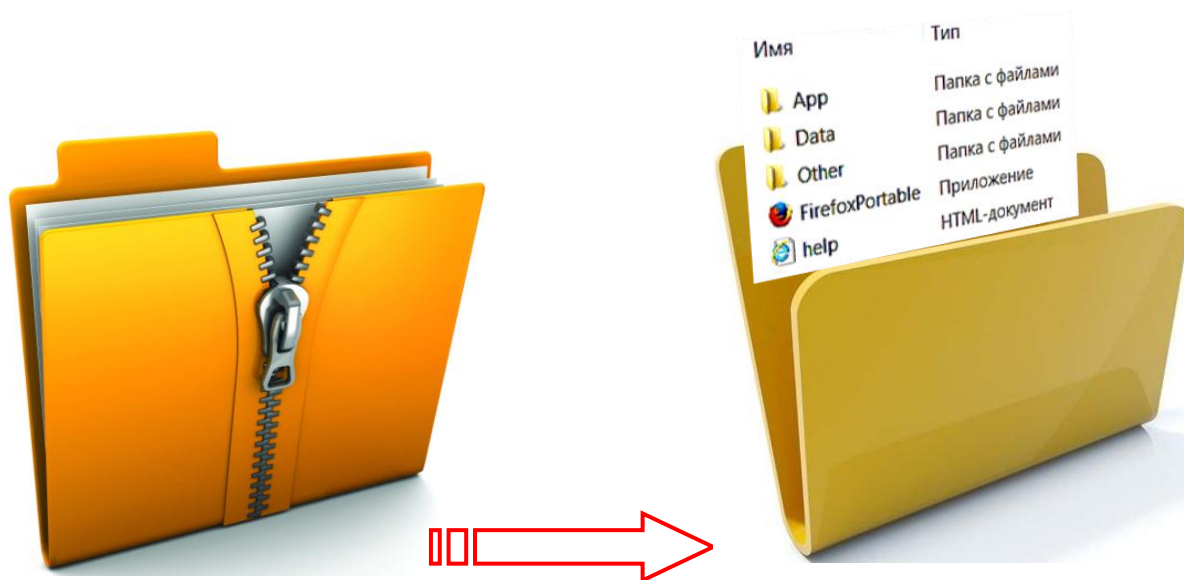 Имя Тип
App Папка с файлами
Data Папка с файлами
Other Папка с файлами
FirefoxPortable Приложение
help HTML-документ